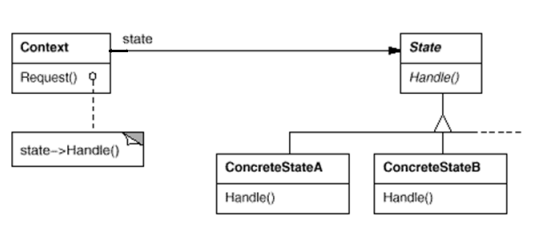 Context
state
State
Request()
Handle()
state->Handle()
ConcreteStateA
ConcreteStateB
Handle()
Handle()